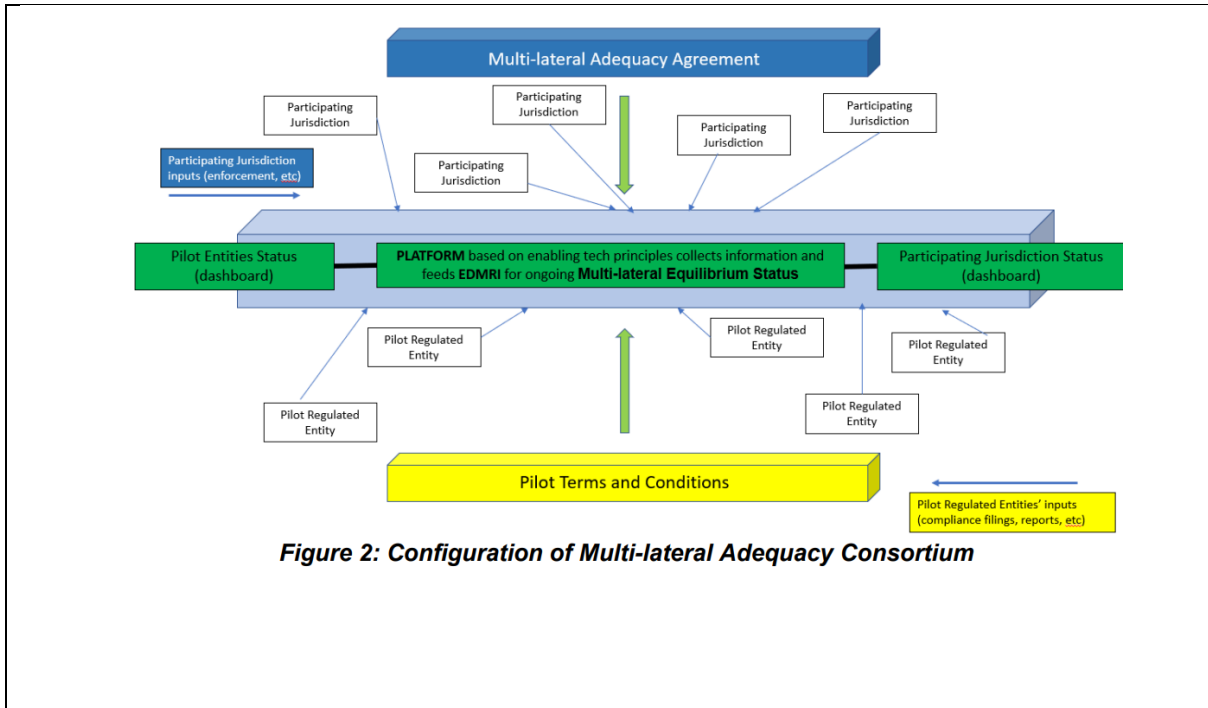 Multi-lateral Adequacy Agreement
Participating
Jurisdiction
Participating
Jurisdiction
Participating
Jurisdiction
Participating
Jurisdiction
Participating
Jurisdiction
Participating Jurisdiction
inputs (enforcement, etc)
Pilot Entities Status
(dashboard)
PLATFORM based on enabling tech principles collects information and
feeds EDMRI for ongoing Multi-lateral Equilibrium Status
Participating Jurisdiction Status
(dashboard)
Pilot Regulated
Entity
Pilot Regulated
Entity
Pilot Regulated
Entity
Pilot Regulated
Entity
Pilot Regulated
Entity
Pilot Terms and Conditions
Pilot Regulated Entities' inputs
(compliance filings, reports, etc)
Figure 2: Configuration of Multi-lateral Adequacy Consortium